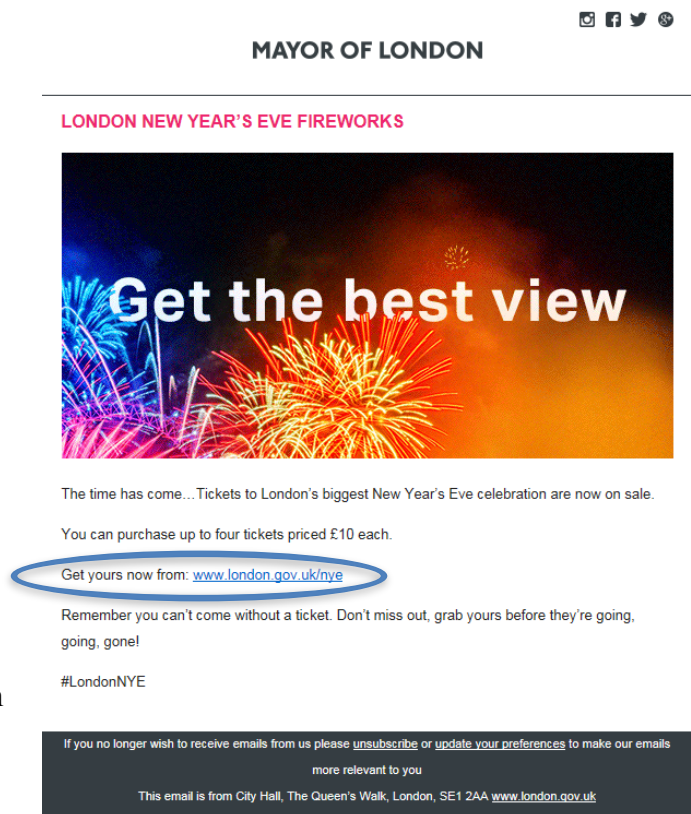 MAYOR OF LONDON
LONDON NEW YEAR'S EVE FIREWORKS
Get the best view
The time has come…Tickets to London's biggest New Year's Eve celebration are now on sale.
You can purchase up to four tickets priced £10 each.
Get yours now from: www.london.gov.uk/nye
Remember you can't come without a ticket. Don't miss out, grab yours before they're going,
going, gone!
#LondonNYE
If you no longer wish to receive emails from us please unsubscribe or update your preferences to make our emails
more relevant to you
This email is from City Hall, The Queen's Walk, London, SE1 2AA www.london.gov.uk